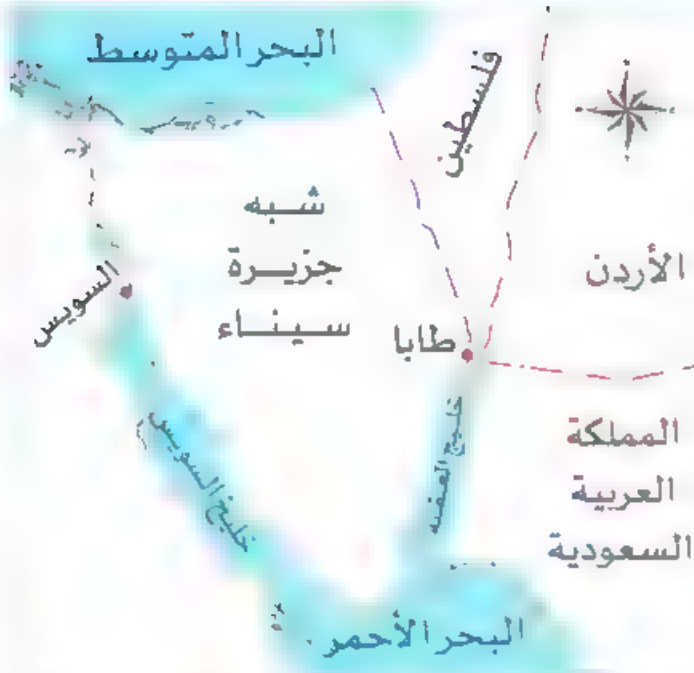 البحر المتوسط
فلسطين
شبه
جزيرة
سيناء
الأردن
السويس
طابا
خليج العقبة
المملكة
العربية
السعودية
خليج السويس
البحر الأحمر